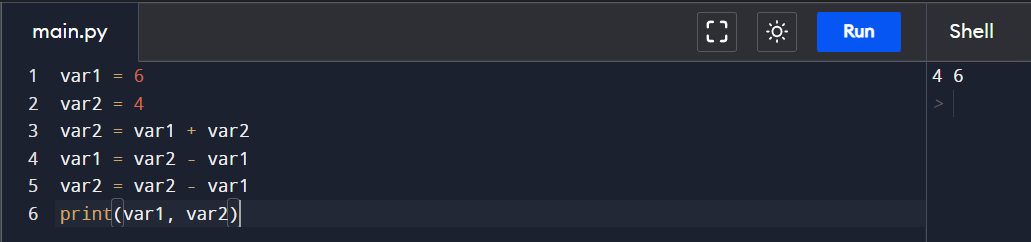 main.py
Run
Shell
1 var1 = 6
2 var2 = 4
3 var2 = var1 + var2
4 var1 = var2 - var1
5 var2 = var2 - var1
6 print(var1, var2)
4 6
>